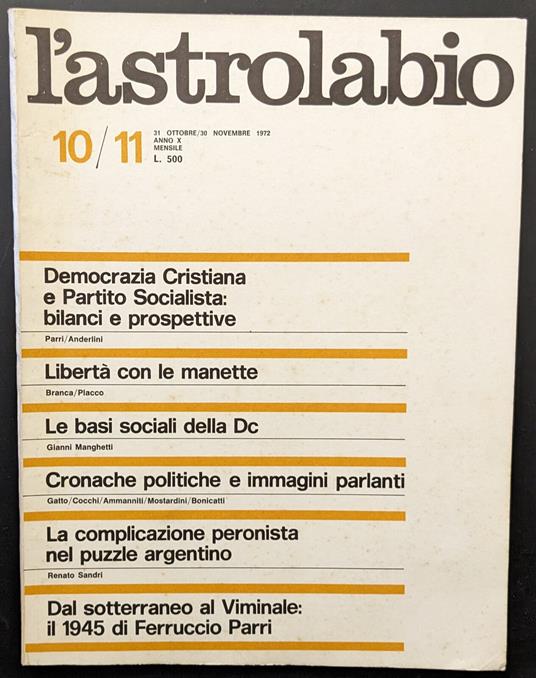 l'astrolabio
10/11
31 OTTOBRE/30 NOVEMBRE 1972
ANNO X
MENSILE
L. 500
Democrazia Cristiana
e Partito Socialista:
bilanci e prospettive
Parri/Anderlini
Libertà con le manette
Branca/Placco
Le basi sociali della Dc
Gianni Manghetti
Cronache politiche e immagini parlanti
Gatto/Cocchi/Ammanniti/Mostardini/Bonicatti
La complicazione peronista
nel puzzle argentino
Renato Sandri
Dal sotterraneo al Viminale:
il 1945 di Ferruccio Parri